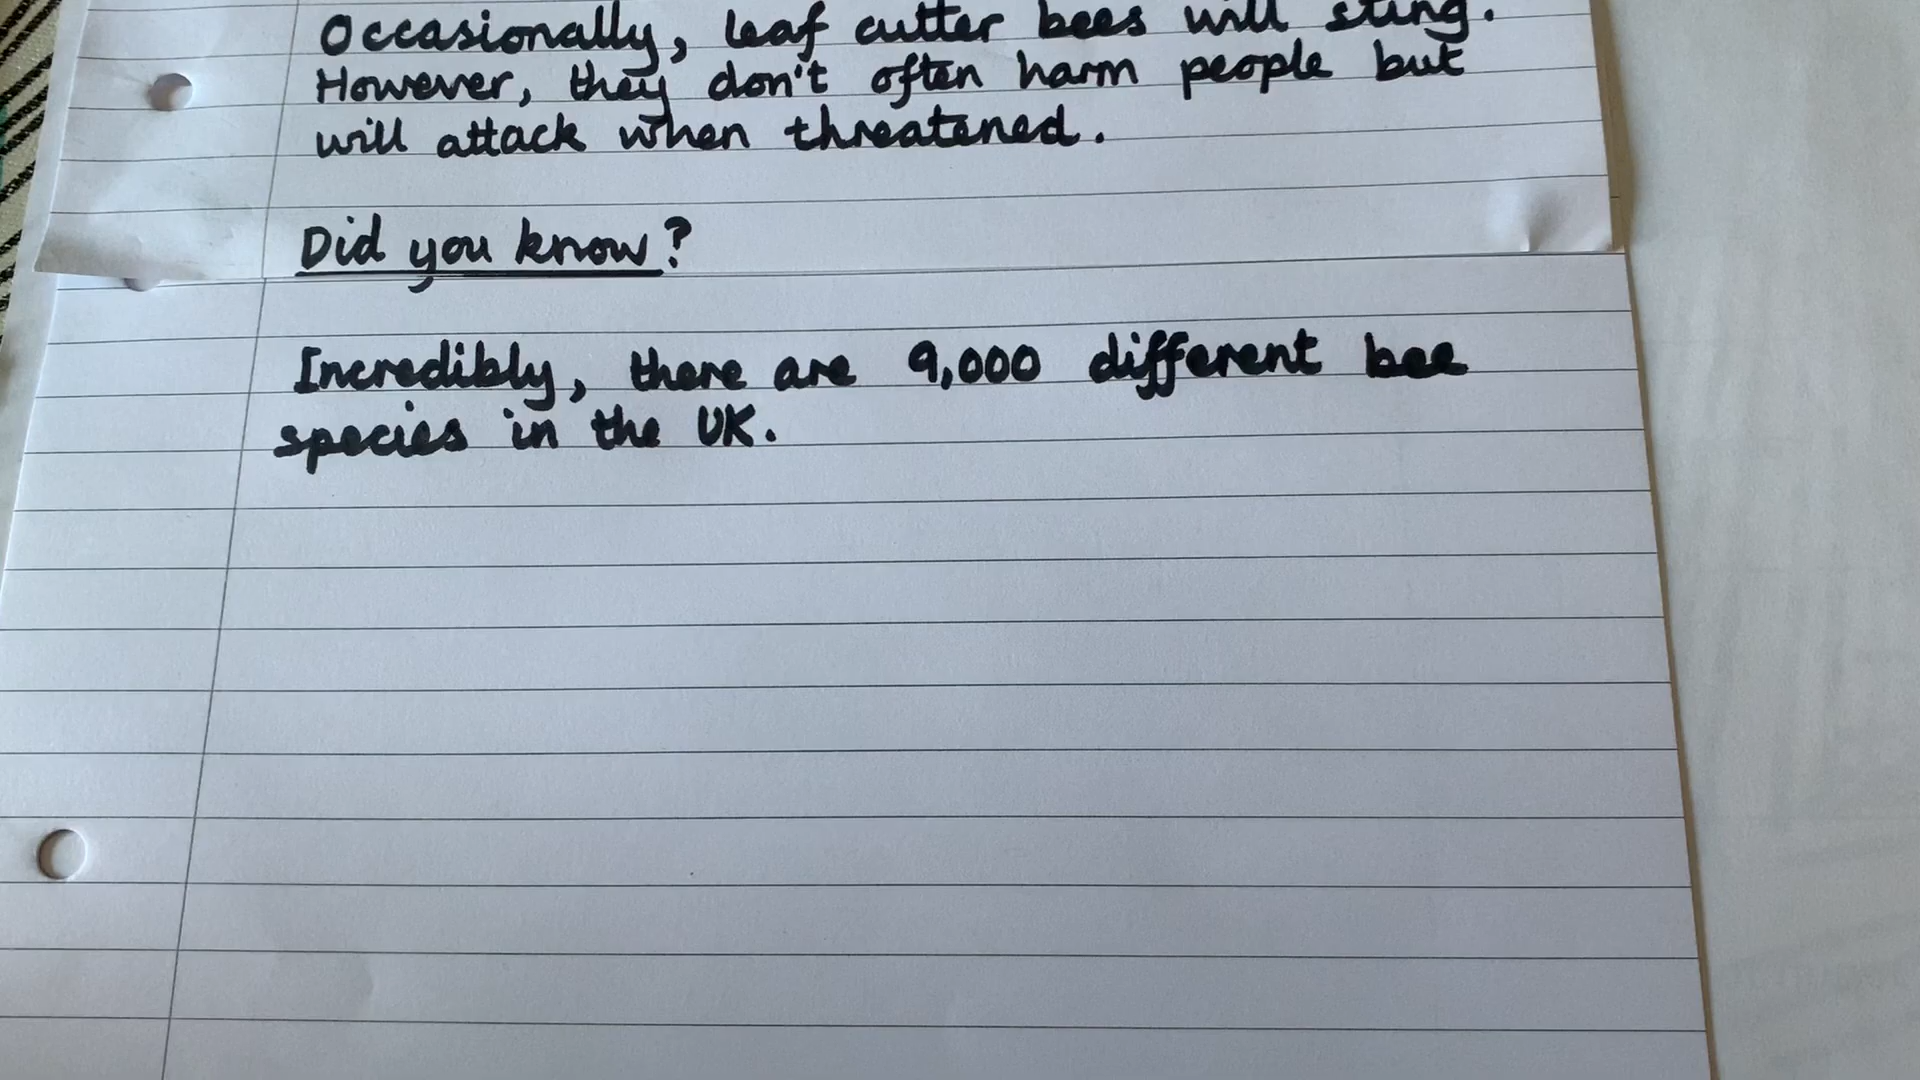 Occasionally, leaf cutter bees will sting.
However, they don't often harm people but
will attack when threatened.
Did you know?
Incredibly, there are 9,000 different bee
species in the UK.